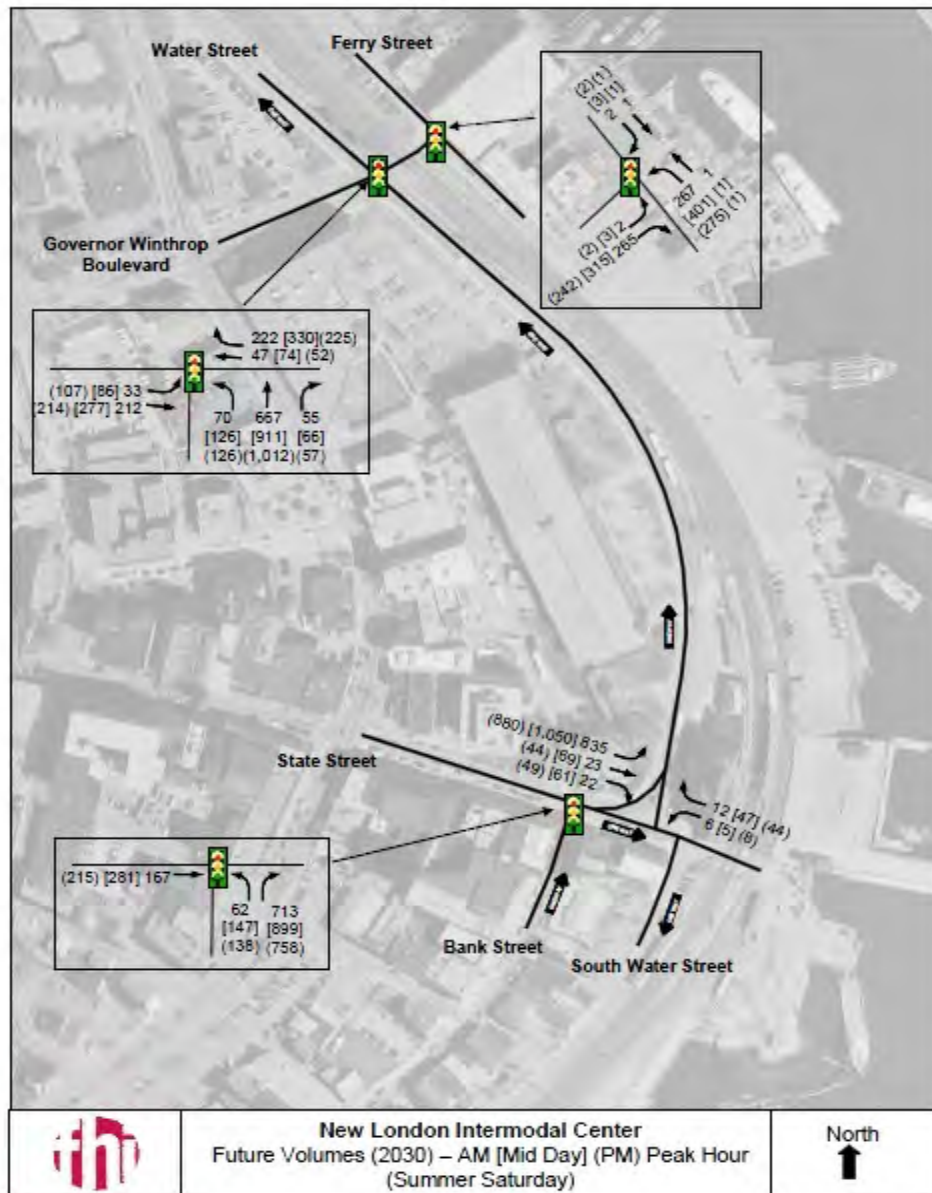 Water Street
Ferry Street
(2) (1)
[3] [1]
2 1
1
267
[401] [1]
(275) (1)
(2) [3] 2
(242) [315] 265
Governor Winthrop
Boulevard
222 [330] (225)
47 [74] (52)
(107) [86] 33
[214) [277] 212
70 667 55
[126] [911] [66]
(126) (1,012) (57)
(880) [1,050] 835
(44) [69] 23
(49) [61] 22
State Street
12 [47] (44)
6 [5] (8)
(215) [281] 167
62 713
[147] [899]
(138) (758)
Bank Street
South Water Street
fhi
New London Intermodal Center
Future Volumes (2030) – AM [Mid Day] (PM) Peak Hour
(Summer Saturday)
North